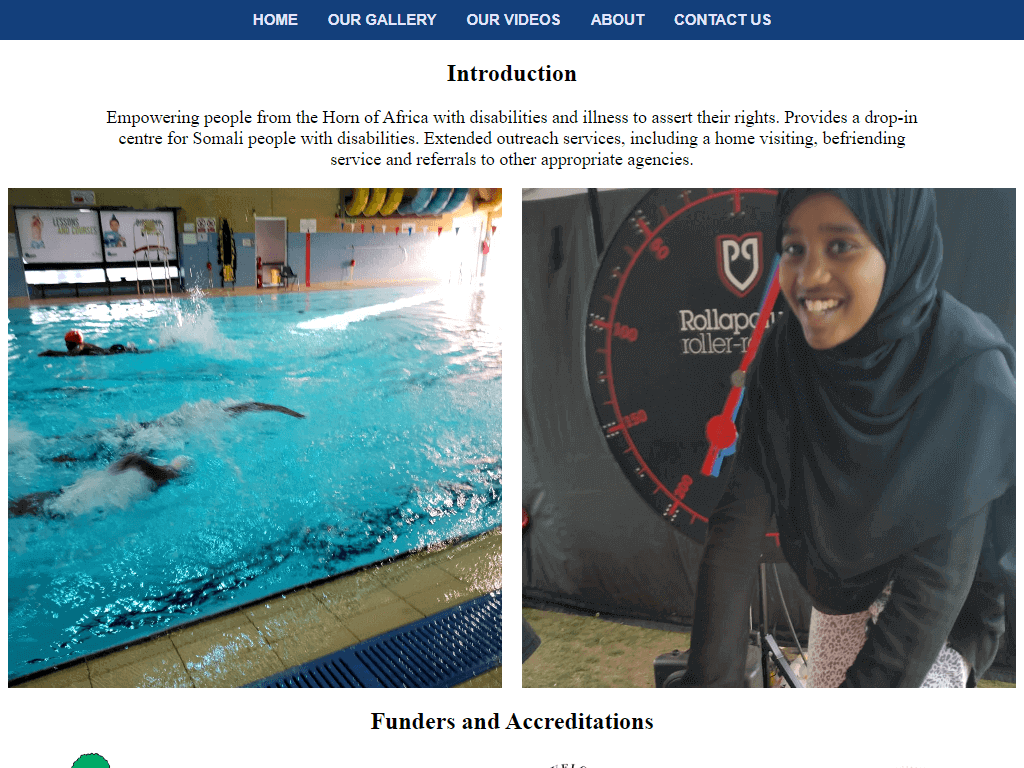 HOME OUR GALLERY OUR VIDEOS ABOUT CONTACT US
Introduction
Empowering people from the Horn of Africa with disabilities and illness to assert their rights. Provides a drop-in
centre for Somali people with disabilities. Extended outreach services, including a home visiting, befriending
service and referrals to other appropriate agencies.
LESSONS
AND COURSES
50
100
150
200
Funders and Accreditations